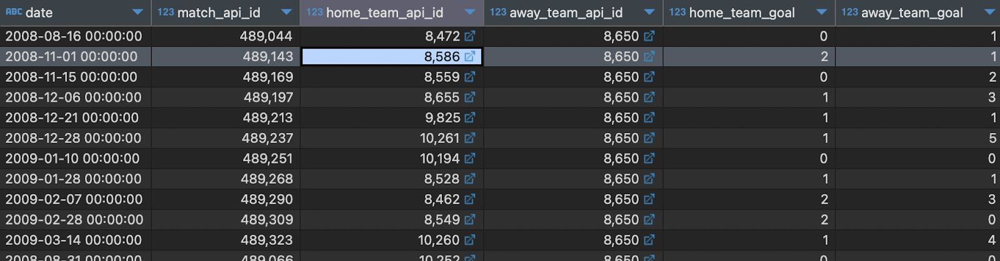 ABC date 123 match_api_id 123 home_team_api_id 123 away_team_api_id 123 home_team_goal 123 away_team_goal
2008-08-16 00:00:00 489,044 8,472 8,650 0 1
2008-11-01 00:00:00 489,143 8,586 8,650 2 1
2008-11-15 00:00:00 489,169 8,559 8,650 0 2
2008-12-06 00:00:00 489,197 8,655 8,650 1 3
2008-12-21 00:00:00 489,213 9,825 8,650 1 1
2008-12-28 00:00:00 489,237 10,261 8,650 1 5
2009-01-10 00:00:00 489,251 10,194 8,650 0 0
2009-01-28 00:00:00 489,268 8,528 8,650 1 1
2009-02-07 00:00:00 489,290 8,462 8,650 2 3
2009-02-28 00:00:00 489,309 8,549 8,650 2 0
2009-03-14 00:00:00 489,323 10,260 8,650 1 4
2008-08-31 00:00:00 489,066 10,252 8,650 0 0